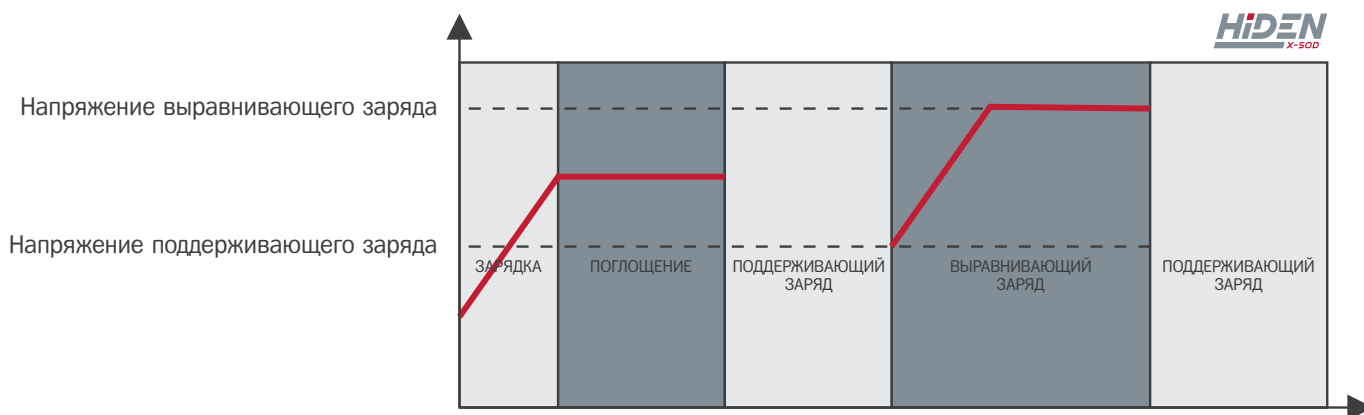 HiDEN
X-SOD
Напряжение выравнивающего заряда
Напряжение поддерживающего заряда
ЗАРЯДКА
ПОГЛОЩЕНИЕ
ПОДДЕРЖИВАЮЩИЙ
ЗАРЯД
ВЫРАВНИВАЮЩИЙ
ЗАРЯД
ПОДДЕРЖИВАЮЩИЙ
ЗАРЯД